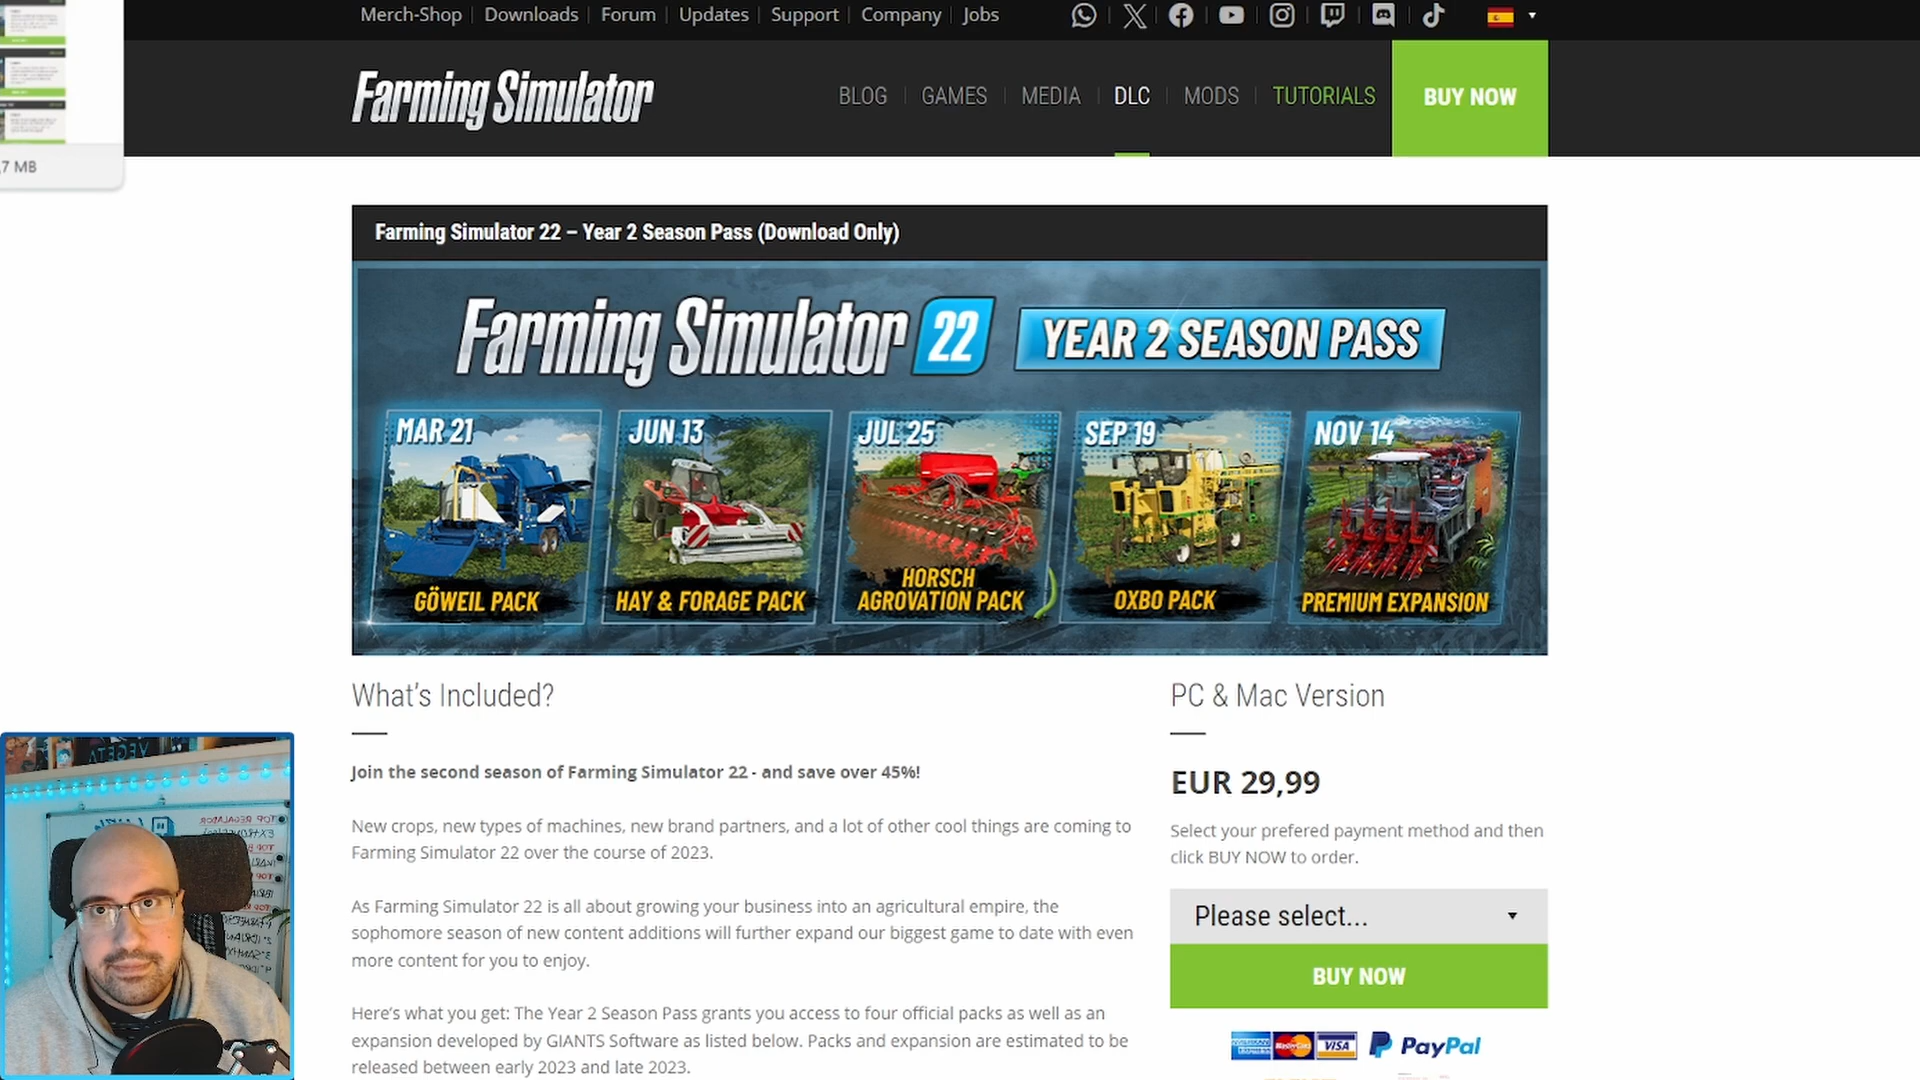 Merch-Shop Downloads Forum Updates Support Company Jobs
,7 MB
Farming Simulator
BLOG GAMES MEDIA DLC MODS TUTORIALS BUY NOW
Farming Simulator 22 – Year 2 Season Pass (Download Only)
Farming Simulator 22 YEAR 2 SEASON PASS
MAR 21
GÖWEIL PACK
JUN 13
HAY & FORAGE PACK
JUL 25
HORSCH
AGROVATION PACK
SEP 19
OXBO PACK
NOV 14
PREMIUM EXPANSION
What's Included?
Join the second season of Farming Simulator 22 - and save over 45%!
New crops, new types of machines, new brand partners, and a lot of other cool things are coming to
Farming Simulator 22 over the course of 2023.
As Farming Simulator 22 is all about growing your business into an agricultural empire, the
sophomore season of new content additions will further expand our biggest game to date with even
more content for you to enjoy.
Here's what you get: The Year 2 Season Pass grants you access to four official packs as well as an
expansion developed by GIANTS Software as listed below. Packs and expansion are estimated to be
released between early 2023 and late 2023.
PC & Mac Version
EUR 29,99
Select your prefered payment method and then
click BUY NOW to order.
Please select...
BUY NOW
MasterCard VISA PayPal
VEGETA
TOP REGALADOR